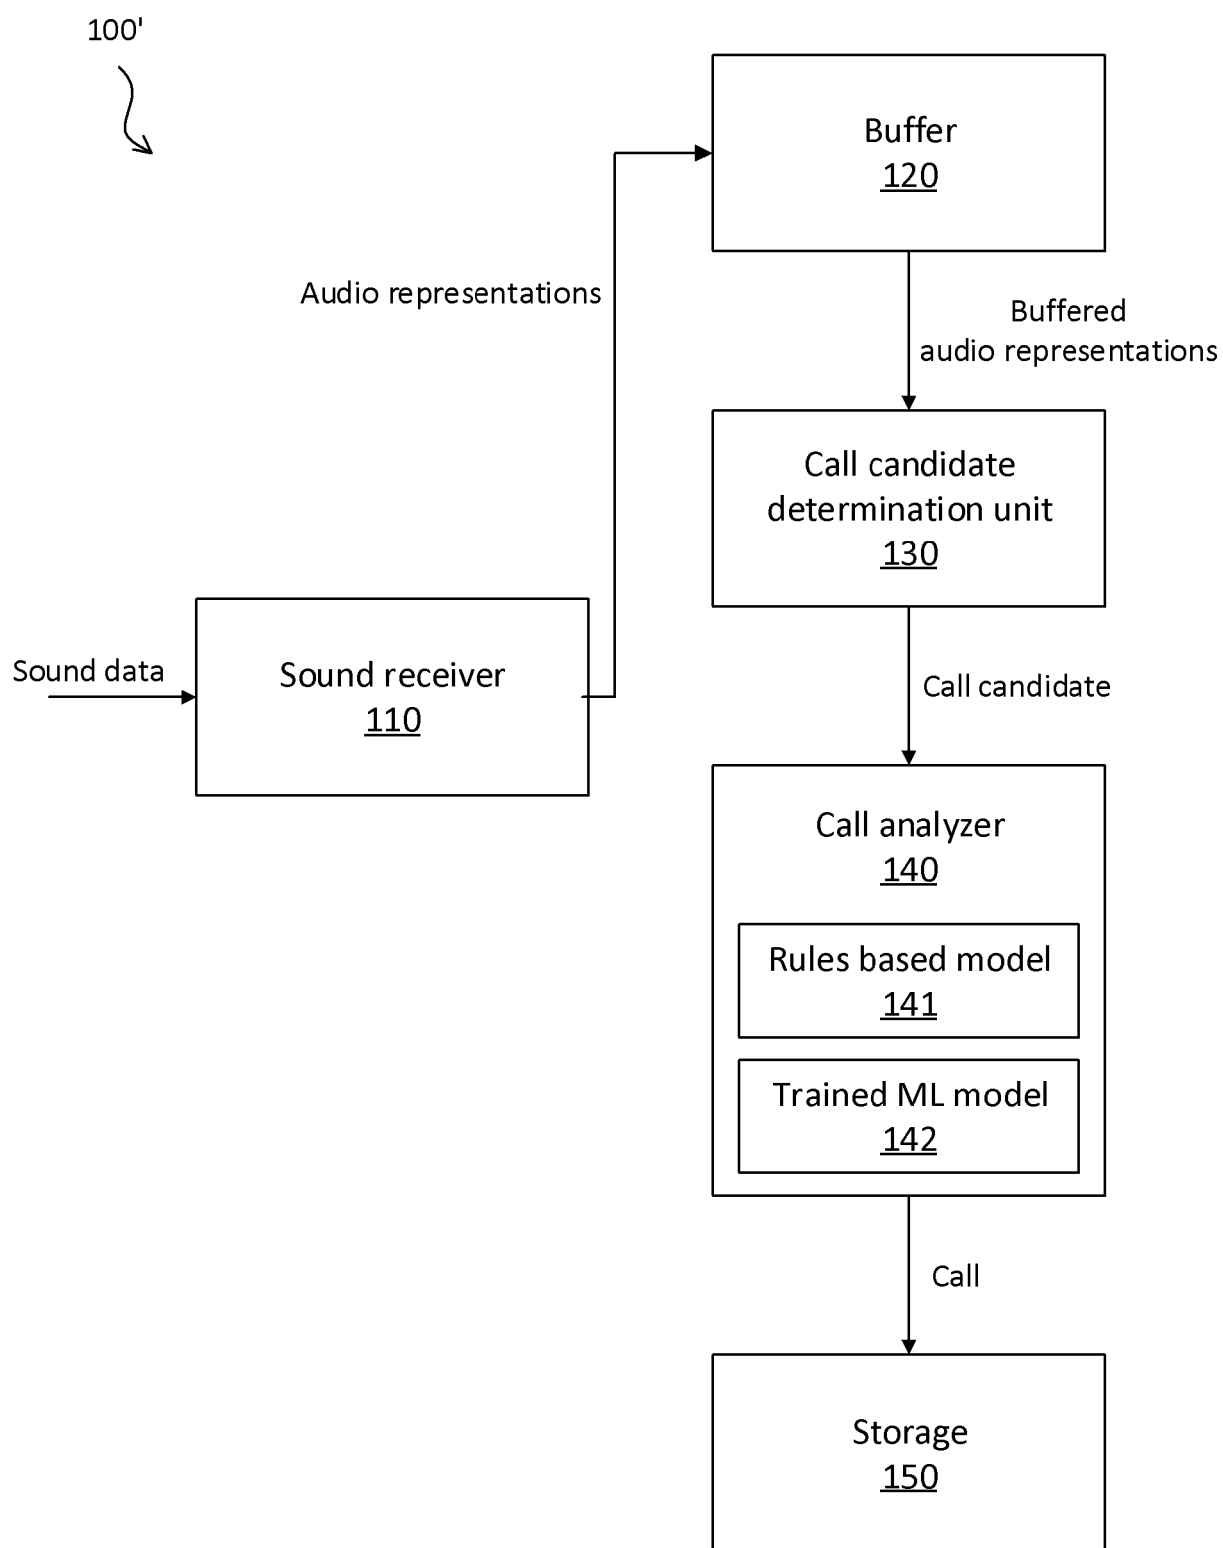 100'
Buffer
120
Audio representations
Buffered
audio representations
Call candidate
determination unit
130
Sound data
Sound receiver
110
Call candidate
Call analyzer
140
Rules based model
141
Trained ML model
142
Call
Storage
150